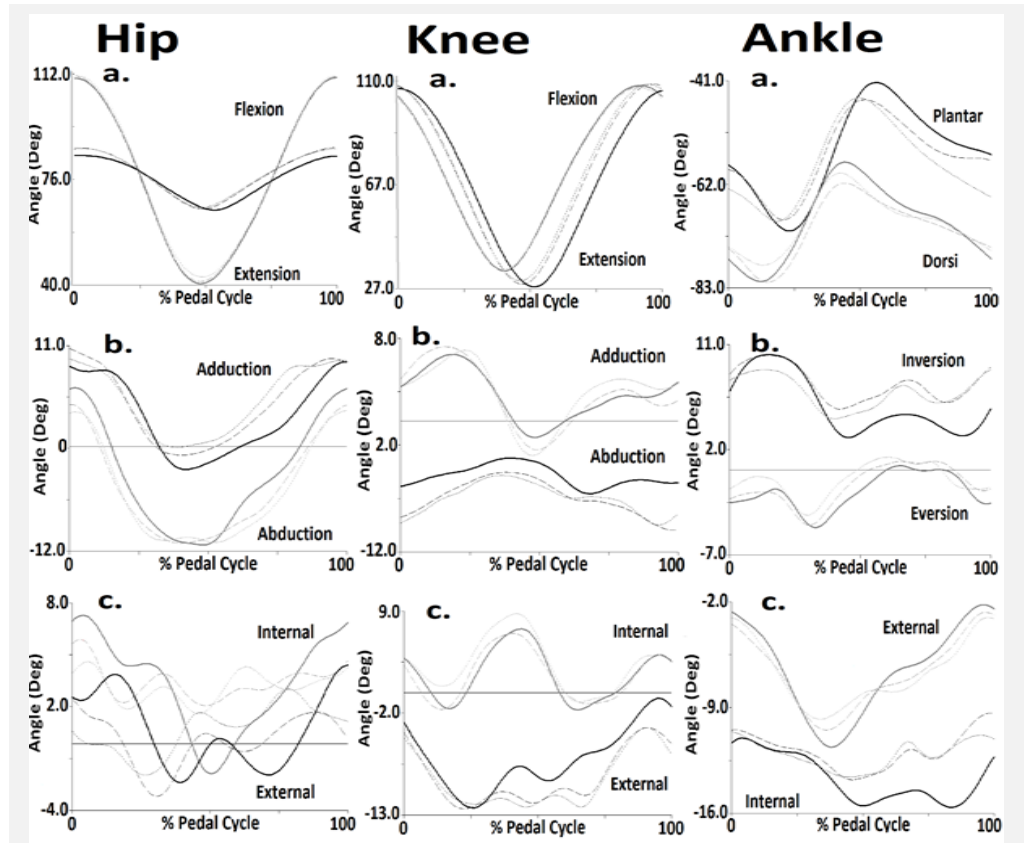 Hip
Knee
Ankle
a.
112.0
76.0
40.0
Angle (Deg)
Flexion
Extension
0
% Pedal Cycle
100
a.
110.0
67.0
27.0
Angle (Deg)
Flexion
Extension
0
% Pedal Cycle
100
a.
-41.0
-62.0
-83.0
Angle (Deg)
Plantar
Dorsi
0
% Pedal Cycle
100
b.
11.0
0
-12.0
Angle (Deg)
Adduction
Abduction
0
% Pedal Cycle
100
b.
8.0
2.0
-12.0
Angle (Deg)
Adduction
Abduction
0
% Pedal Cycle
100
b.
11.0
2.0
-7.0
Angle (Deg)
Inversion
Eversion
0
% Pedal Cycle
100
c.
8.0
2.0
-4.0
Angle (Deg)
Internal
External
0
% Pedal Cycle
100
c.
9.0
-2.0
-13.0
Angle (Deg)
Internal
External
0
% Pedal Cycle
100
c.
-2.0
-9.0
-16.0
Angle (Deg)
External
Internal
0
% Pedal Cycle
100